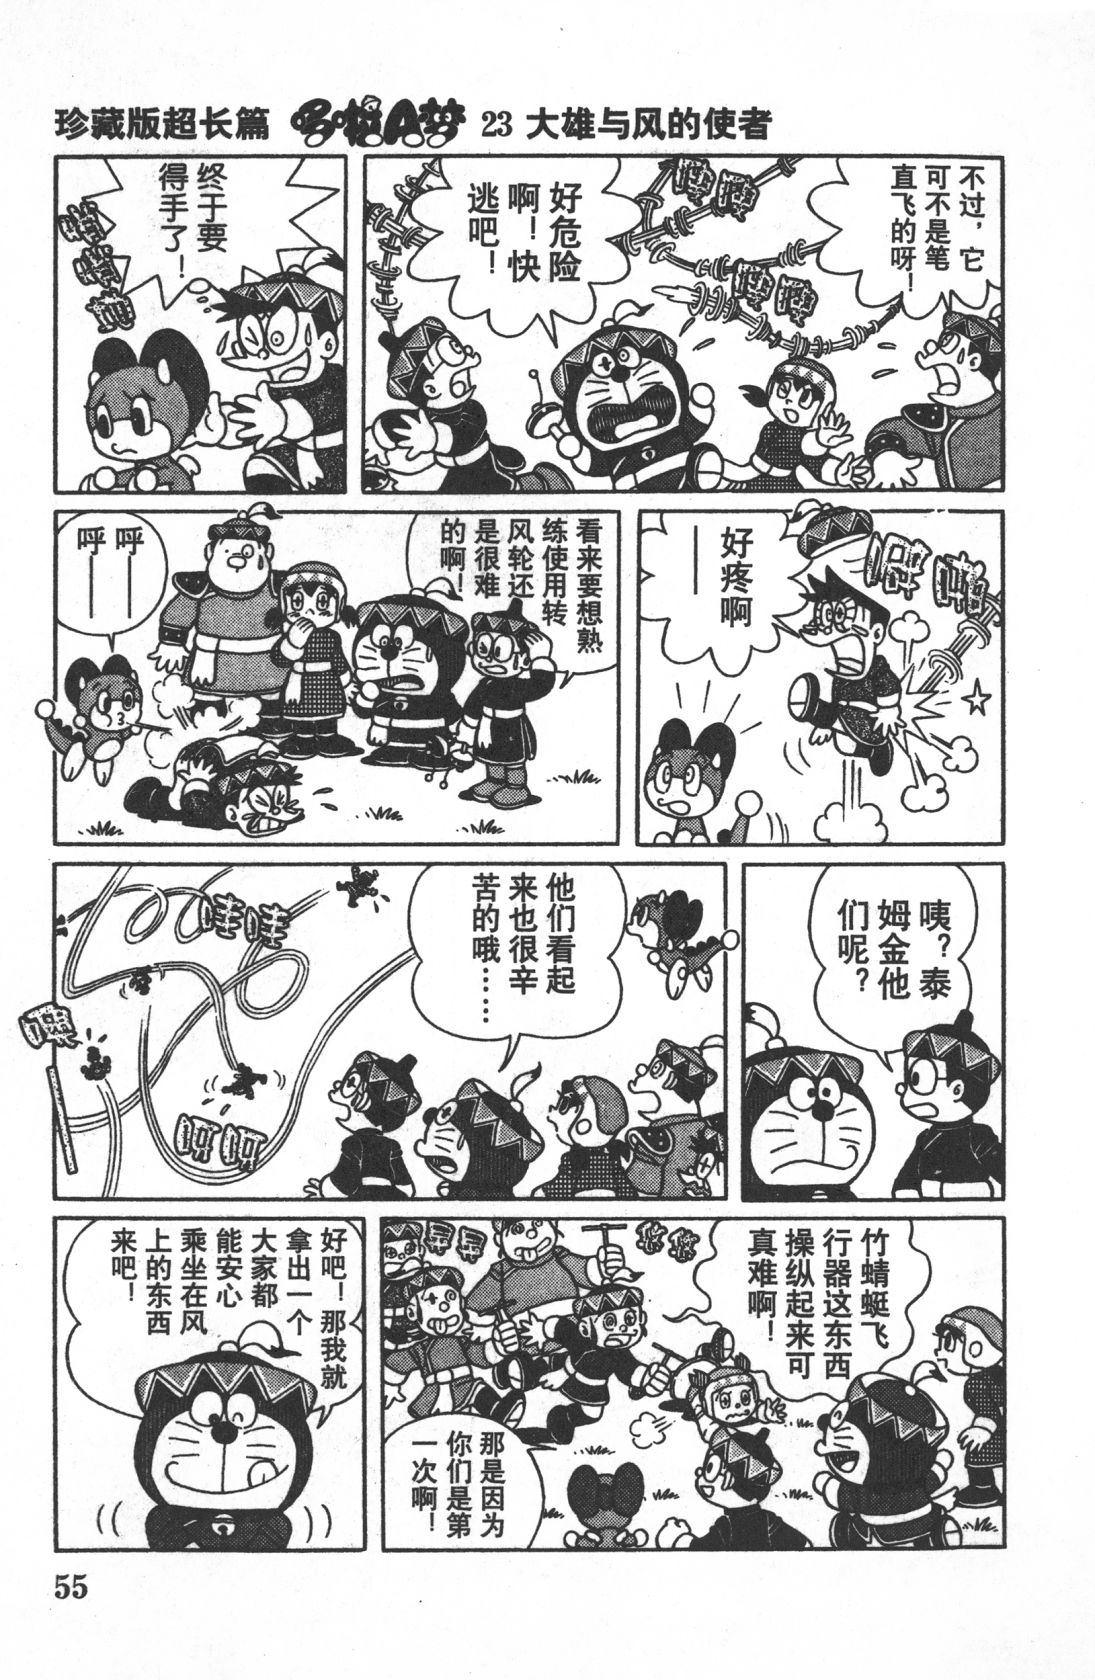 珍藏版超长篇 哆啦A梦 23 大雄与风的使者
不过，它
可不是笔
直飞的呀！
好危险
啊！快
逃吧！
终于要
得手了！
好疼啊
——
看来要想熟
练使用转
风轮还
是很难
的啊！
呼——
呼——
咦？泰
姆金他
们呢？
他们看起
来也很辛
苦的哦……
哇哇
呵呵
竹蜻蜓飞
行器这东西
操纵起来可
真难啊！
那是因为
你们是第
一次啊！
好吧！那我就
拿出一个
大家都
能安心
乘坐在风
上的东西
来吧！
55